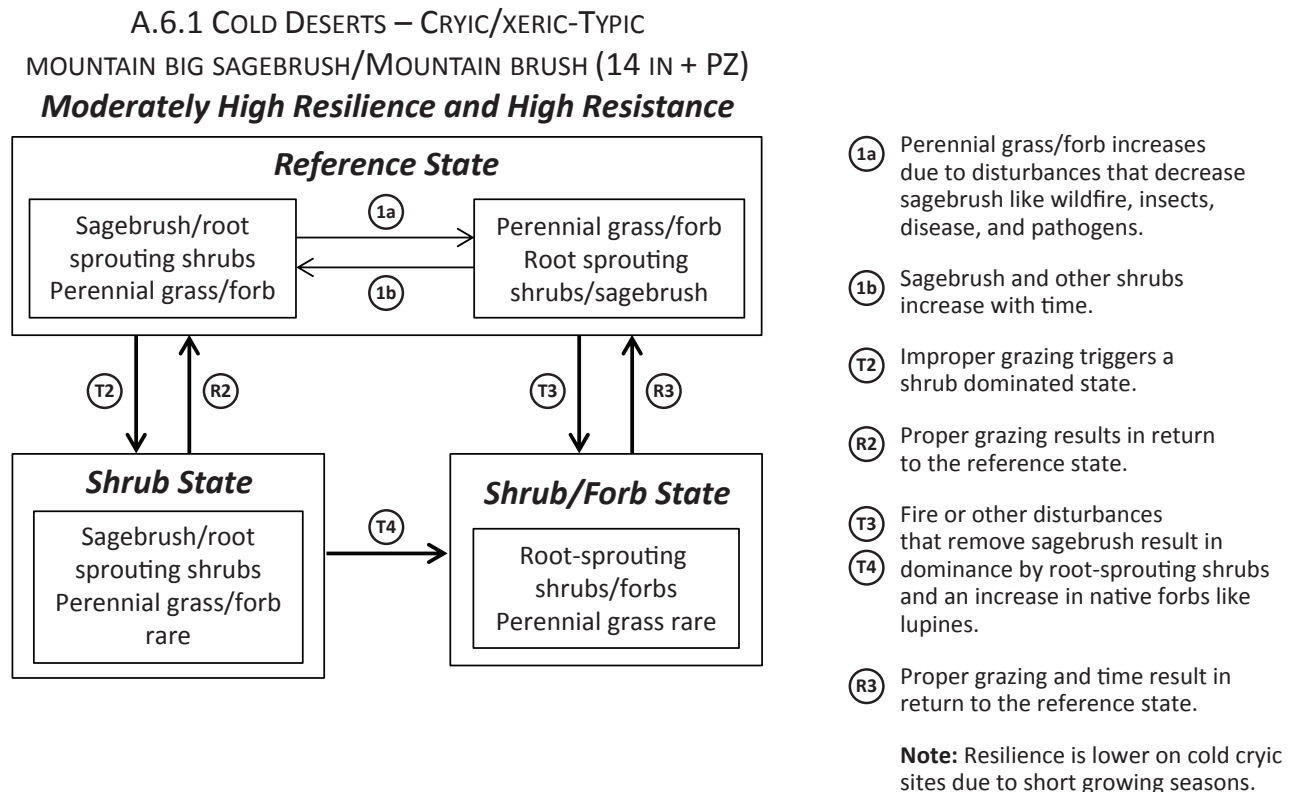 A.6.1 Cold Deserts – Cryic/xeric-Typic
mountain big sagebrush/Mountain brush (14 in + PZ)
Moderately High Resilience and High Resistance
Reference State
Sagebrush/root
sprouting shrubs
Perennial grass/forb
1a
1b
Perennial grass/forb
Root sprouting
shrubs/sagebrush
T2
R2
T3
R3
Shrub State
Sagebrush/root
sprouting shrubs
Perennial grass/forb
rare
T4
Shrub/Forb State
Root-sprouting
shrubs/forbs
Perennial grass rare
1a Perennial grass/forb increases
due to disturbances that decrease
sagebrush like wildfire, insects,
disease, and pathogens.
1b Sagebrush and other shrubs
increase with time.
T2 Improper grazing triggers a
shrub dominated state.
R2 Proper grazing results in return
to the reference state.
T3 Fire or other disturbances
that remove sagebrush result in
T4 dominance by root-sprouting shrubs
and an increase in native forbs like
lupines.
R3 Proper grazing and time result in
return to the reference state.
Note: Resilience is lower on cold cryic
sites due to short growing seasons.